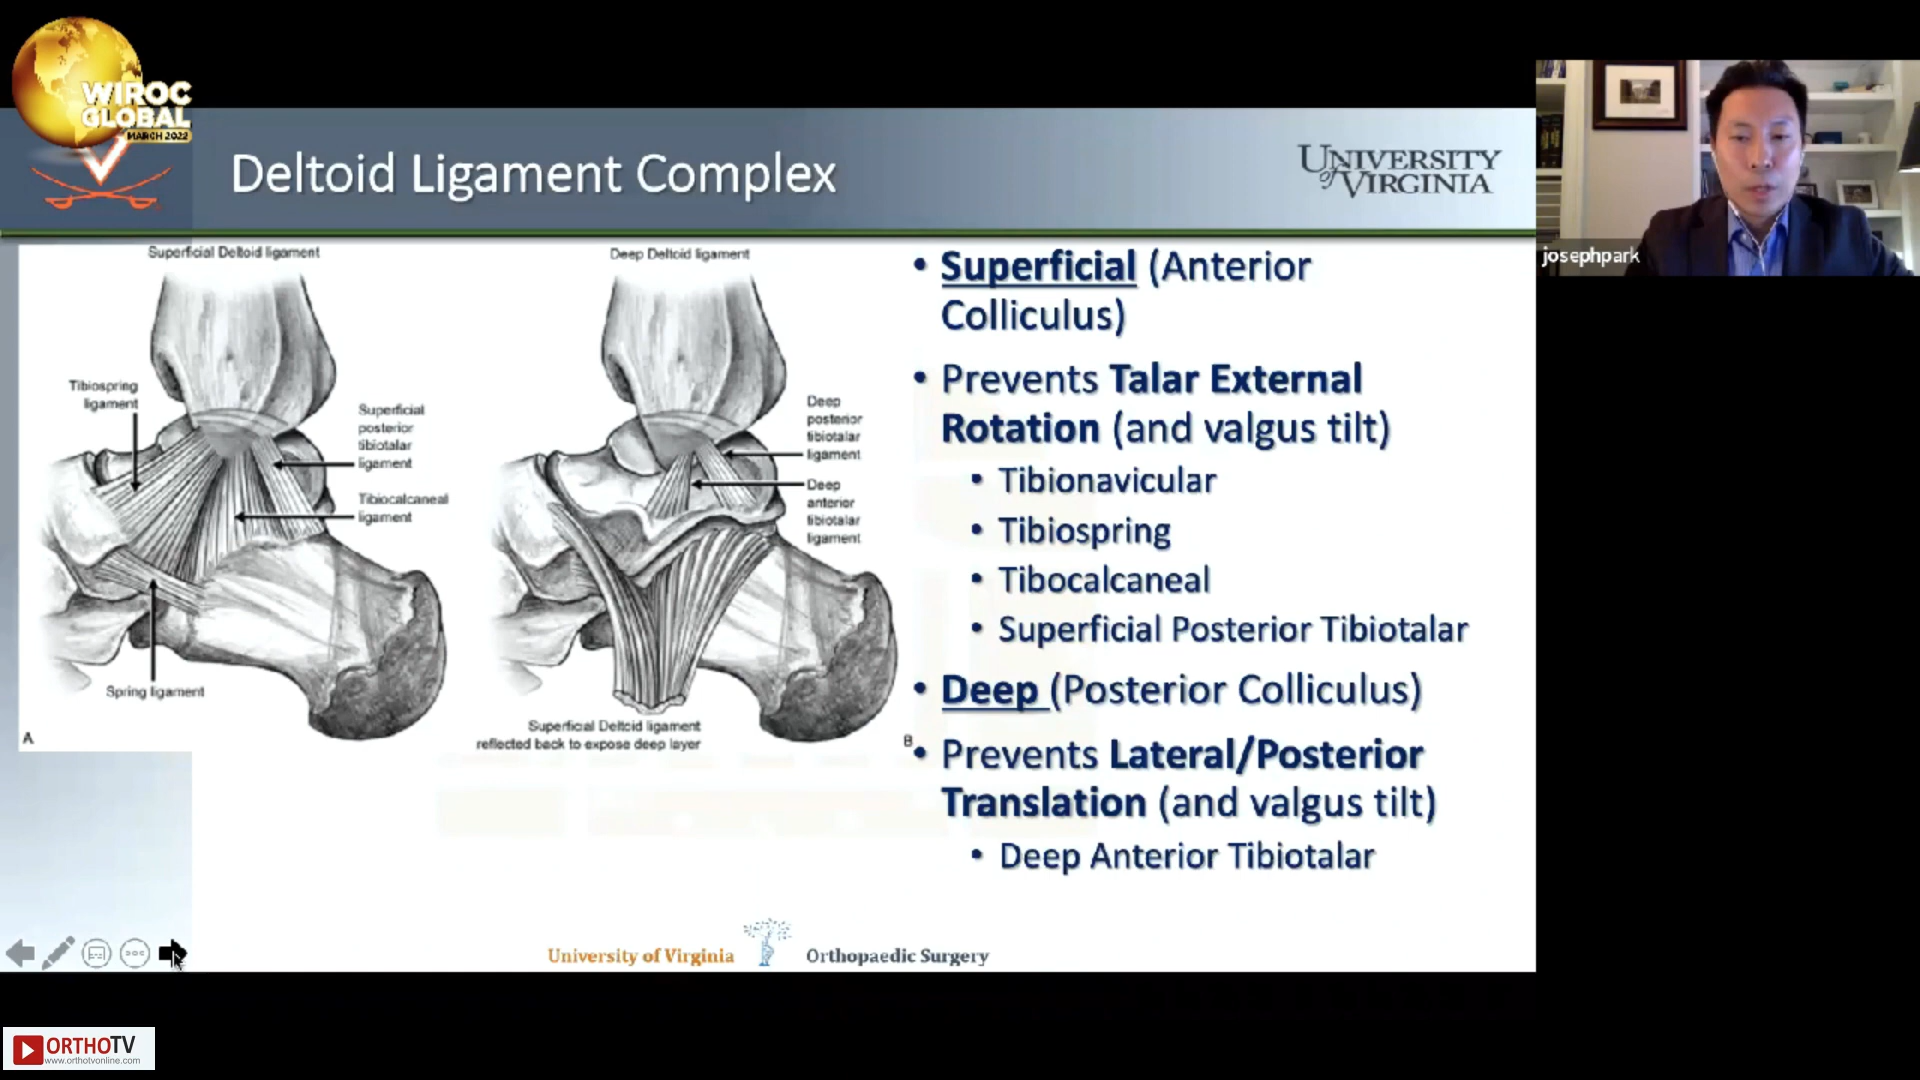 WIROC
GLOBAL
MARCH 2022
Deltoid Ligament Complex
UNIVERSITY
of VIRGINIA
josephpark
Superficial Deltoid ligament
Tibiospring
ligament
Superficial
posterior
tibiotalar
ligament
Tibiocalcaneal
ligament
Spring ligament
A
Deep Deltoid ligament
Deep
posterior
tibiotalar
ligament
Deep
anterior
tibiotalar
ligament
Superficial Deltoid ligament
reflected back to expose deep layer
B
• Superficial (Anterior
Colliculus)
• Prevents Talar External
Rotation (and valgus tilt)
• Tibionavicular
• Tibiospring
• Tibocalcaneal
• Superficial Posterior Tibiotalar
• Deep (Posterior Colliculus)
• Prevents Lateral/Posterior
Translation (and valgus tilt)
• Deep Anterior Tibiotalar
University of Virginia
Orthopaedic Surgery
ORTHOTV
www.orthotvonline.com